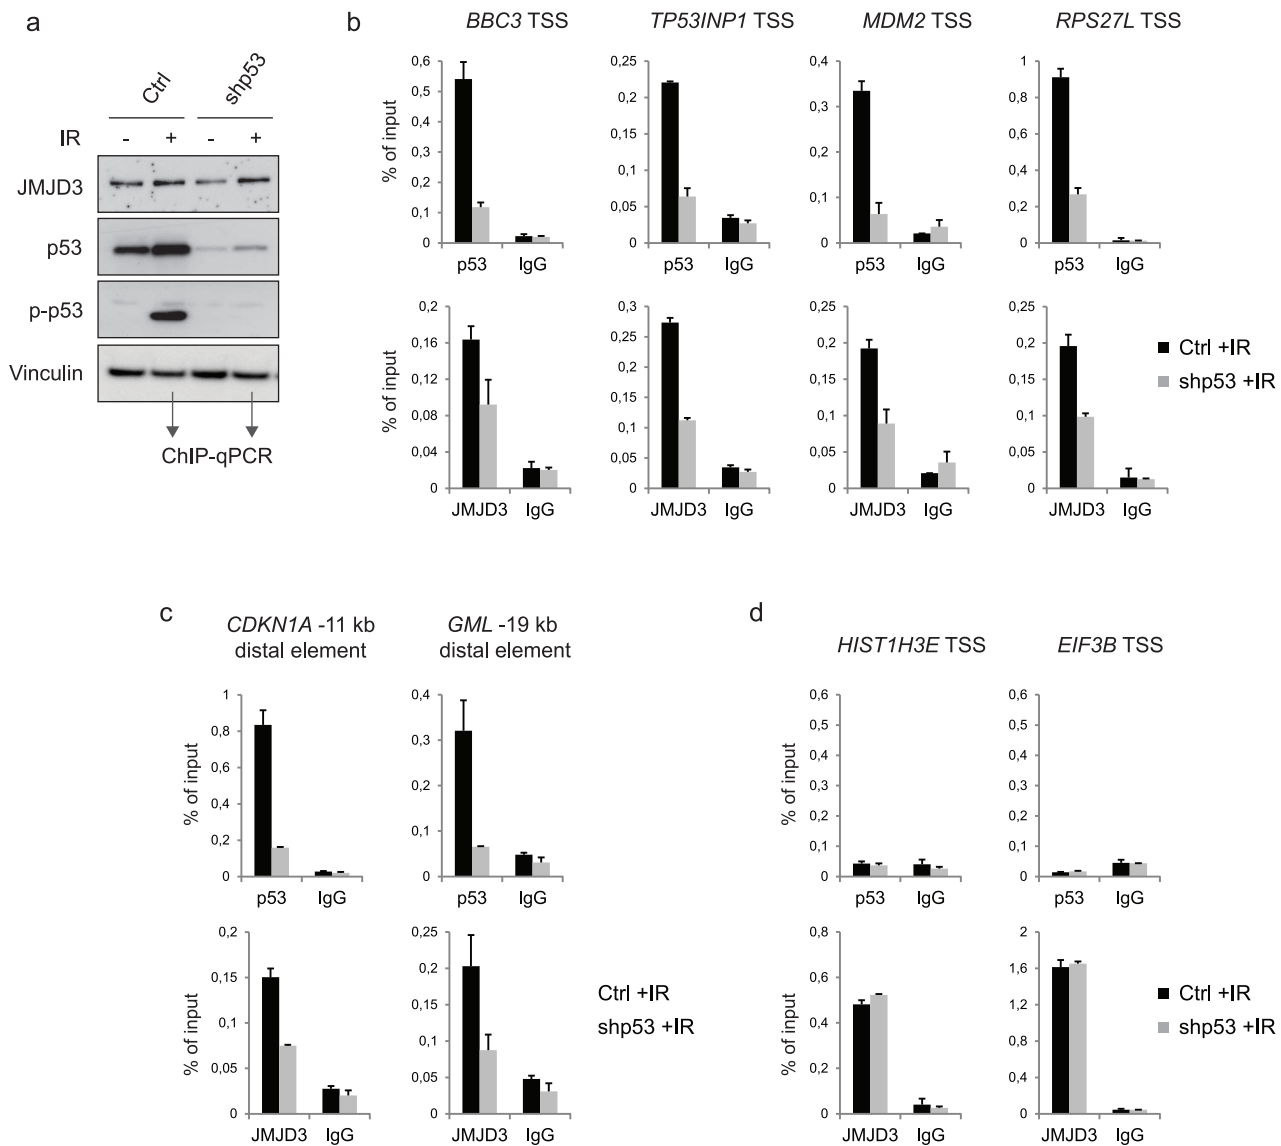 a
Ctrl
shp53
IR - + - +
JMJD3
p53
p-p53
Vinculin
ChIP-qPCR
b
BBC3 TSS TP53INP1 TSS MDM2 TSS RPS27L TSS
% of input
0,6
0,5
0,4
0,3
0,2
0,1
0
p53 IgG
0,25
0,2
0,15
0,1
0,05
0
p53 IgG
0,4
0,3
0,2
0,1
0
p53 IgG
1
0,8
0,6
0,4
0,2
0
p53 IgG
% of input
0,2
0,16
0,12
0,08
0,04
0
JMJD3 IgG
0,3
0,25
0,2
0,15
0,1
0,05
0
JMJD3 IgG
0,25
0,2
0,15
0,1
0,05
0
JMJD3 IgG
0,25
0,2
0,15
0,1
0,05
0
JMJD3 IgG
Ctrl +IR
shp53 +IR
c
CDKN1A -11 kb
distal element
GML -19 kb
distal element
% of input
1
0,8
0,6
0,4
0,2
0
p53 IgG
0,4
0,3
0,2
0,1
0
p53 IgG
% of input
0,2
0,15
0,1
0,05
0
JMJD3 IgG
0,25
0,2
0,15
0,1
0,05
0
JMJD3 IgG
Ctrl +IR
shp53 +IR
d
HIST1H3E TSS EIF3B TSS
% of input
0,6
0,5
0,4
0,3
0,2
0,1
0
p53 IgG
0,6
0,5
0,4
0,3
0,2
0,1
0
p53 IgG
% of input
0,8
0,6
0,4
0,2
0
JMJD3 IgG
2
1,6
1,2
0,8
0,4
0
JMJD3 IgG
Ctrl +IR
shp53 +IR